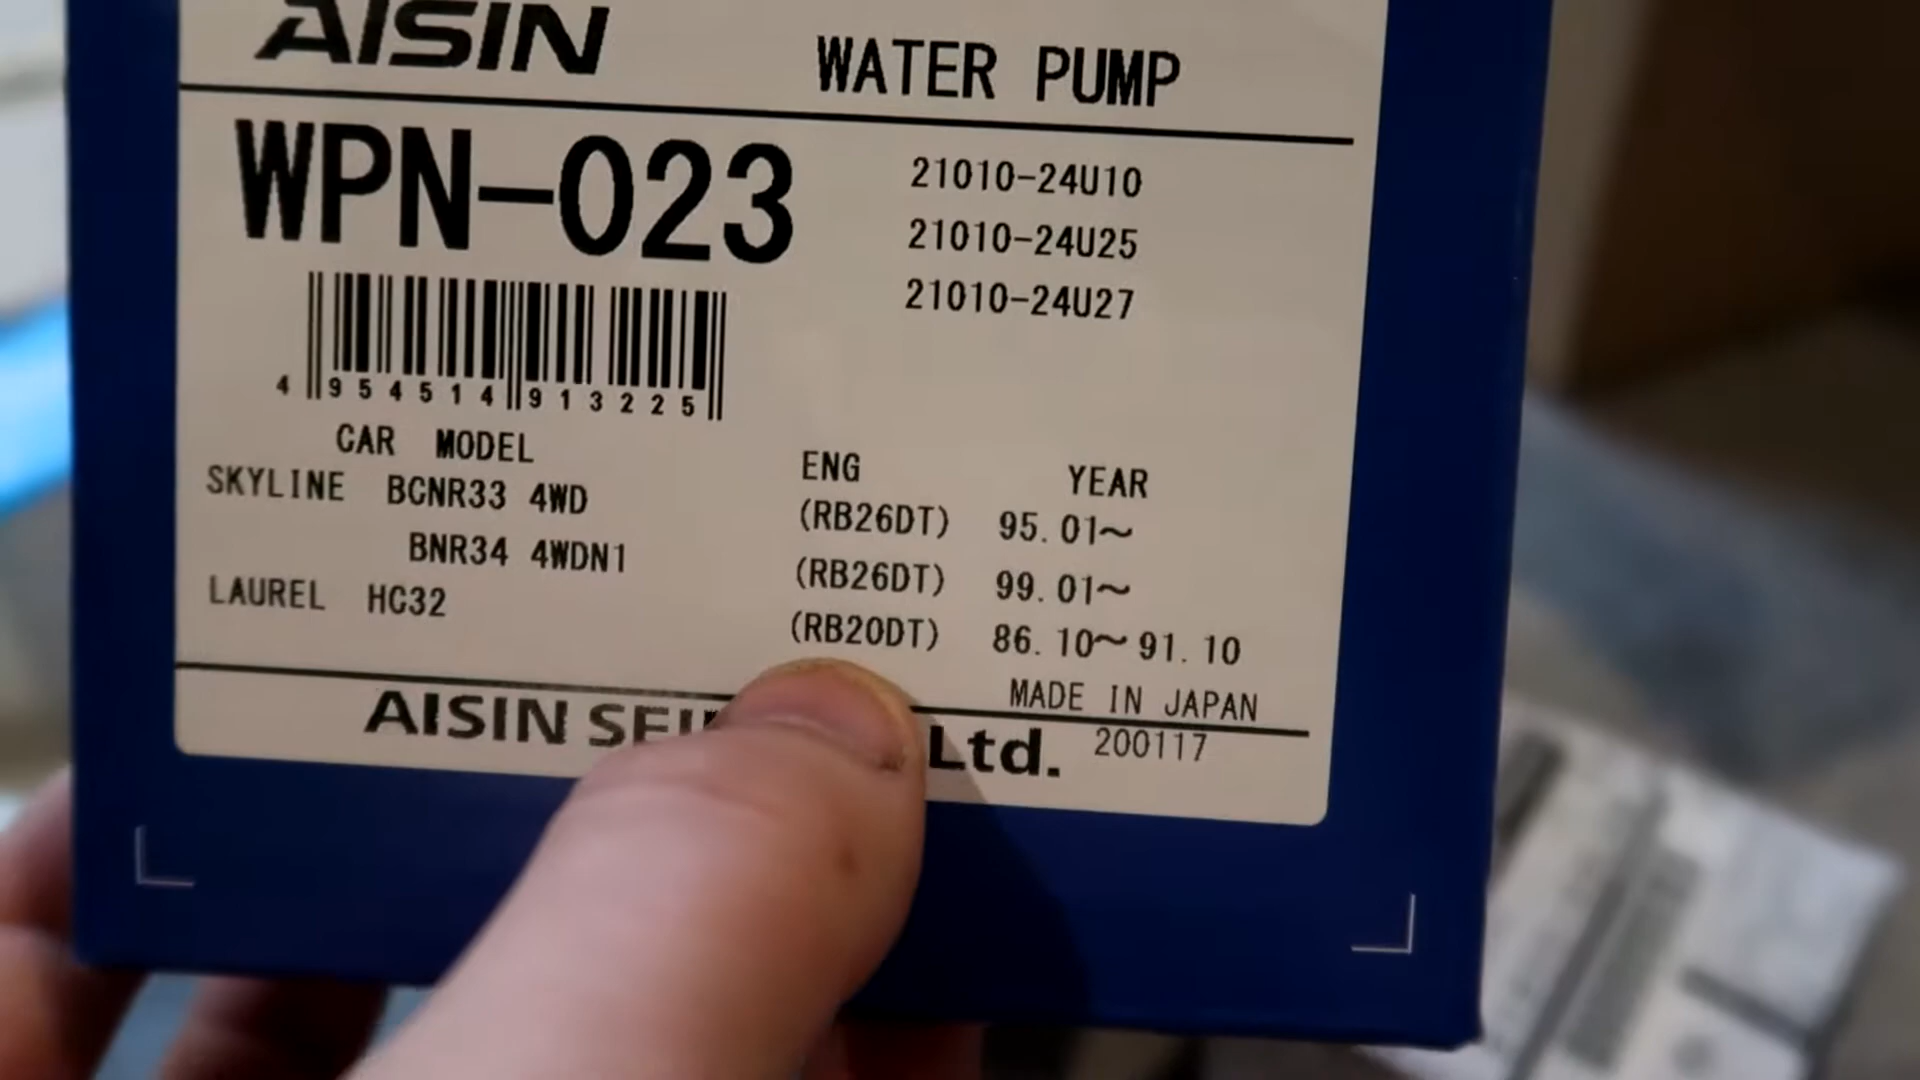 AISIN
WATER PUMP
WPN-023
21010-24U10
21010-24U25
21010-24U27
4 954514 913225
CAR MODEL
ENG
YEAR
SKYLINE BCNR33 4WD (RB26DT) 95.01~
BNR34 4WDN1 (RB26DT) 99.01~
LAUREL HC32 (RB20DT) 86.10~91.10
MADE IN JAPAN
AISIN Ltd.
200117